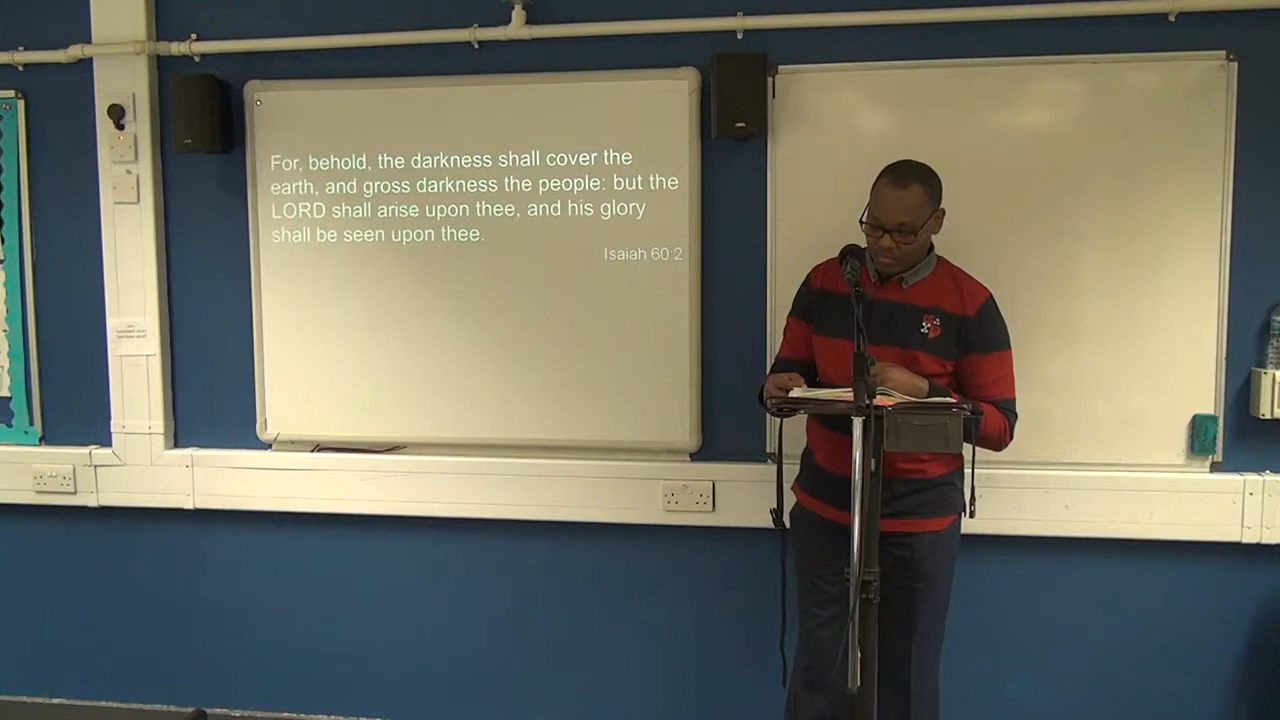 For, behold, the darkness shall cover the
earth, and gross darkness the people: but the
LORD shall arise upon thee, and his glory
shall be seen upon thee.
Isaiah 60:2